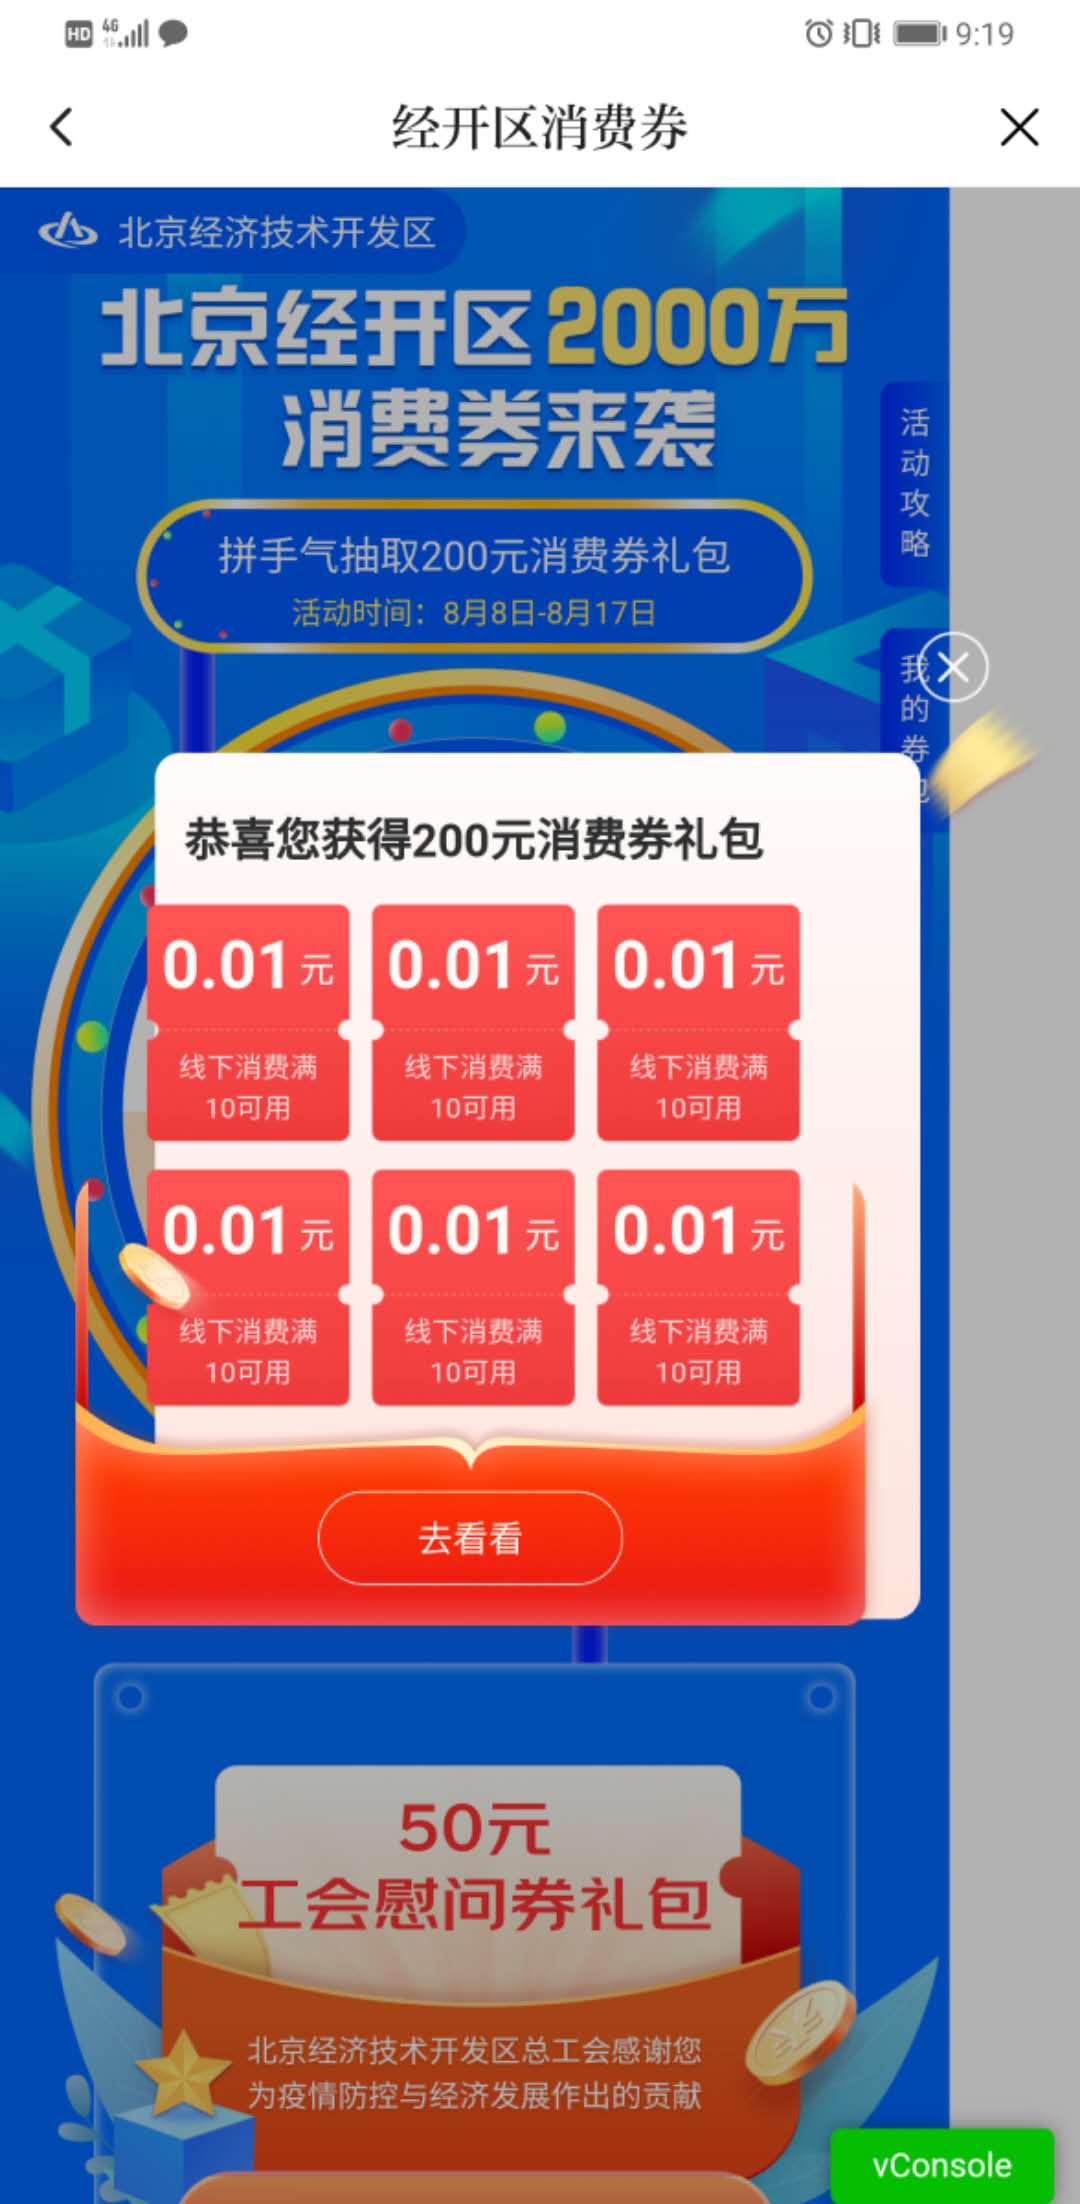 HD 4G 9:19
经开区消费券
北京经济技术开发区
北京经开区2000万
消费券来袭
活动攻略
拼手气抽取200元消费券礼包
活动时间：8月8日-8月17日
我的券
恭喜您获得200元消费券礼包
0.01元 0.01元 0.01元
线下消费满 线下消费满 线下消费满
10可用 10可用 10可用
0.01元 0.01元 0.01元
线下消费满 线下消费满 线下消费满
10可用 10可用 10可用
去看看
50元
工会慰问券礼包
北京经济技术开发区总工会感谢您
为疫情防控与经济发展作出的贡献
vConsole